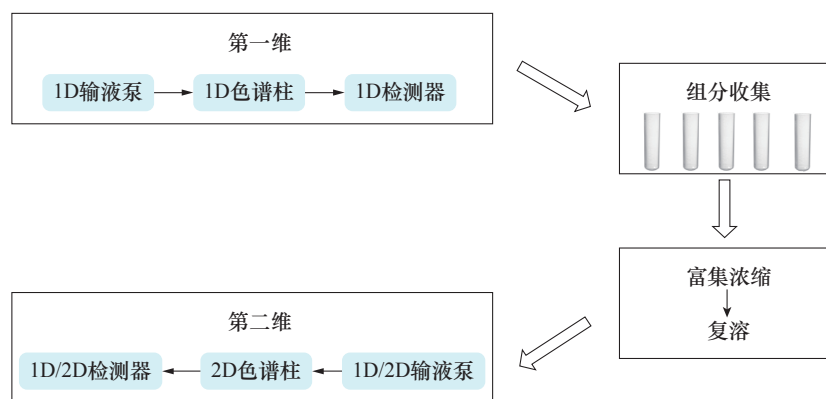 第一维
1D输液泵
1D色谱柱
1D检测器
组分收集
富集浓缩
复溶
第二维
1D/2D检测器
2D色谱柱
1D/2D输液泵